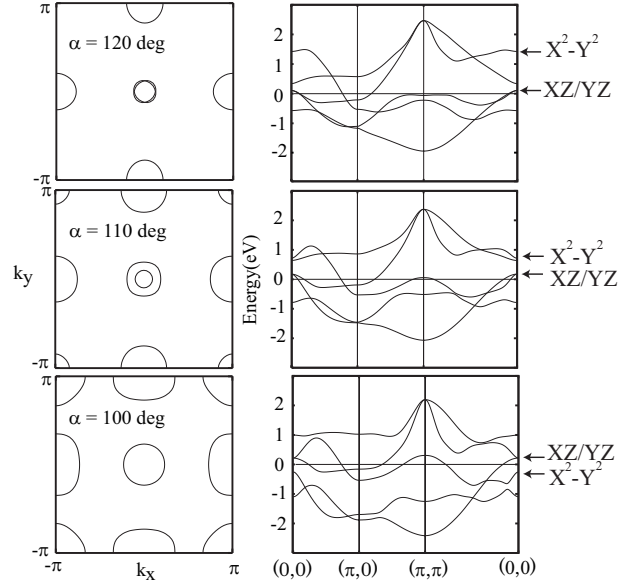 π
α = 120 deg
-π
π
α = 110 deg
ky
-π
π
α = 100 deg
-π
-π
kx
π
2
1
0
-1
-2
X²-Y²
XZ/YZ
Energy(eV)
2
1
0
-1
-2
X²-Y²
XZ/YZ
2
1
0
-1
-2
XZ/YZ
X²-Y²
(0,0) (π,0) (π,π) (0,0)